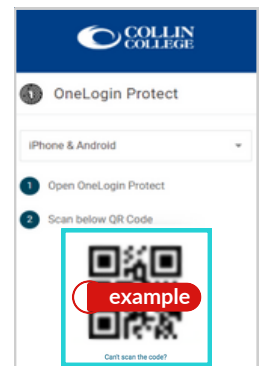 COLLIN
COLLEGE
OneLogin Protect
iPhone & Android
1 Open OneLogin Protect
2 Scan below QR Code
example
Can't scan the code?